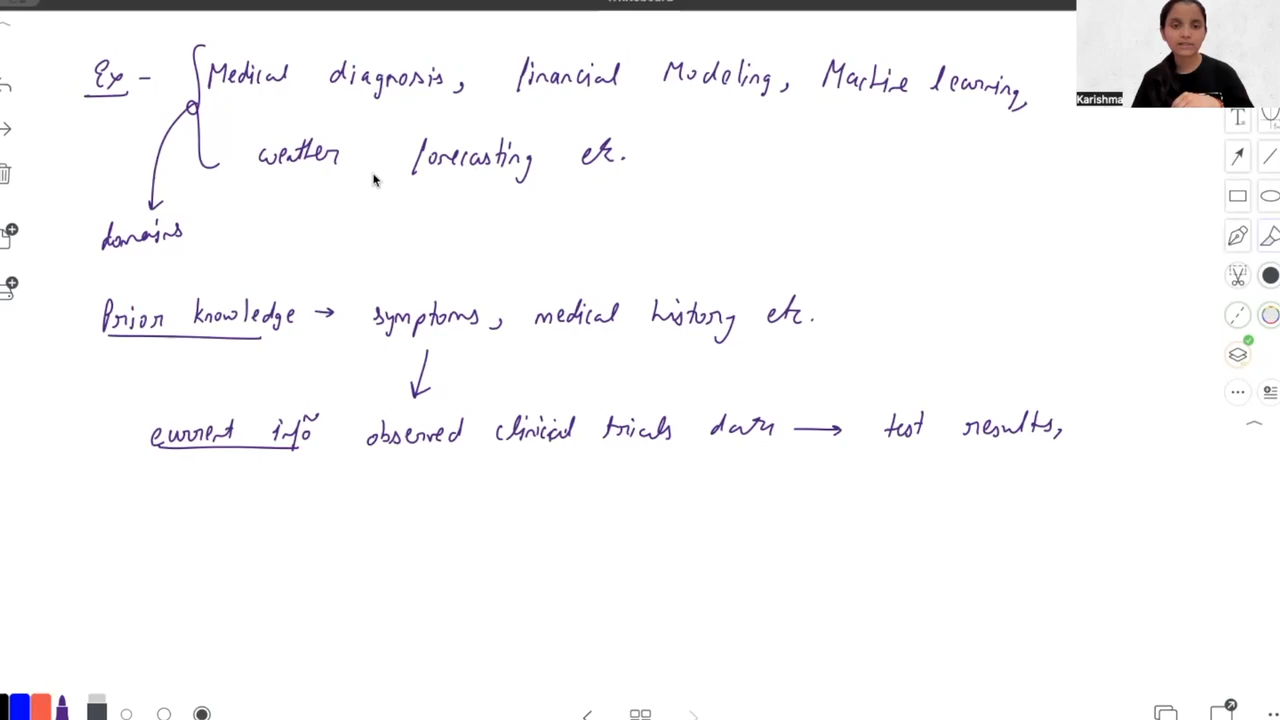 Ex - Medical diagnosis, financial Modeling, Machine learning,
weather forecasting etc.
domains
Prior knowledge → symptoms, medical history etc.
current infõ observed clinical trials data → test results,
Karishma